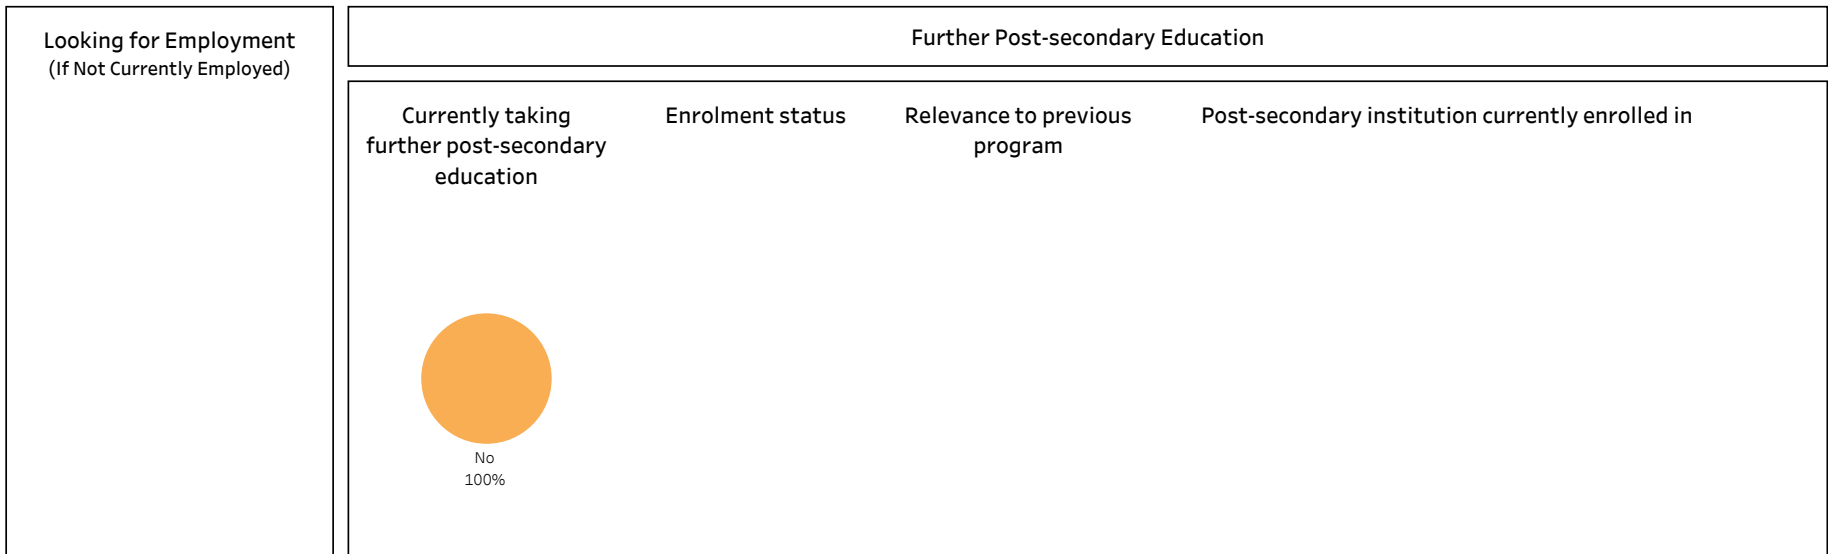 Looking for Employment
(If Not Currently Employed)
Further Post-secondary Education
Currently taking
further post-secondary
education
Enrolment status
Relevance to previous
program
Post-secondary institution currently enrolled in
No
100%